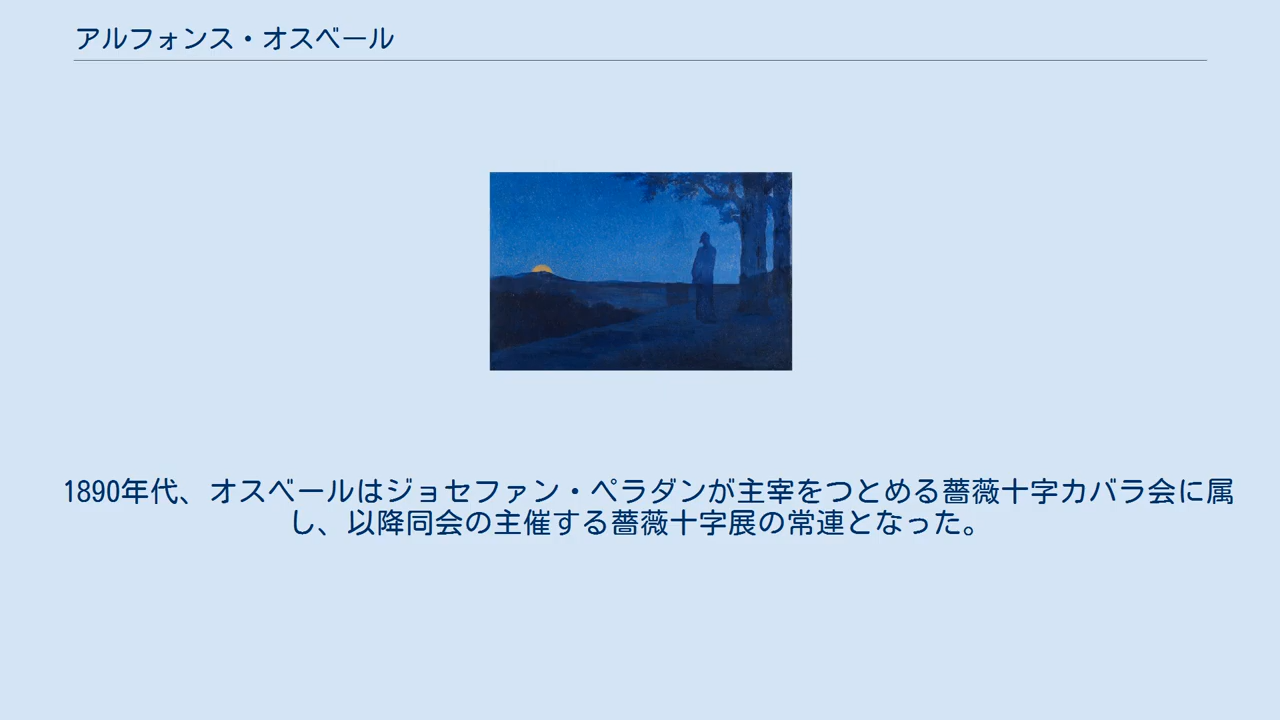 アルフォンス・オスベール
1890年代、オスベールはジョセファン・ペラダンが主宰をつとめる薔薇十字カバラ会に属
し、以降同会の主催する薔薇十字展の常連となった。